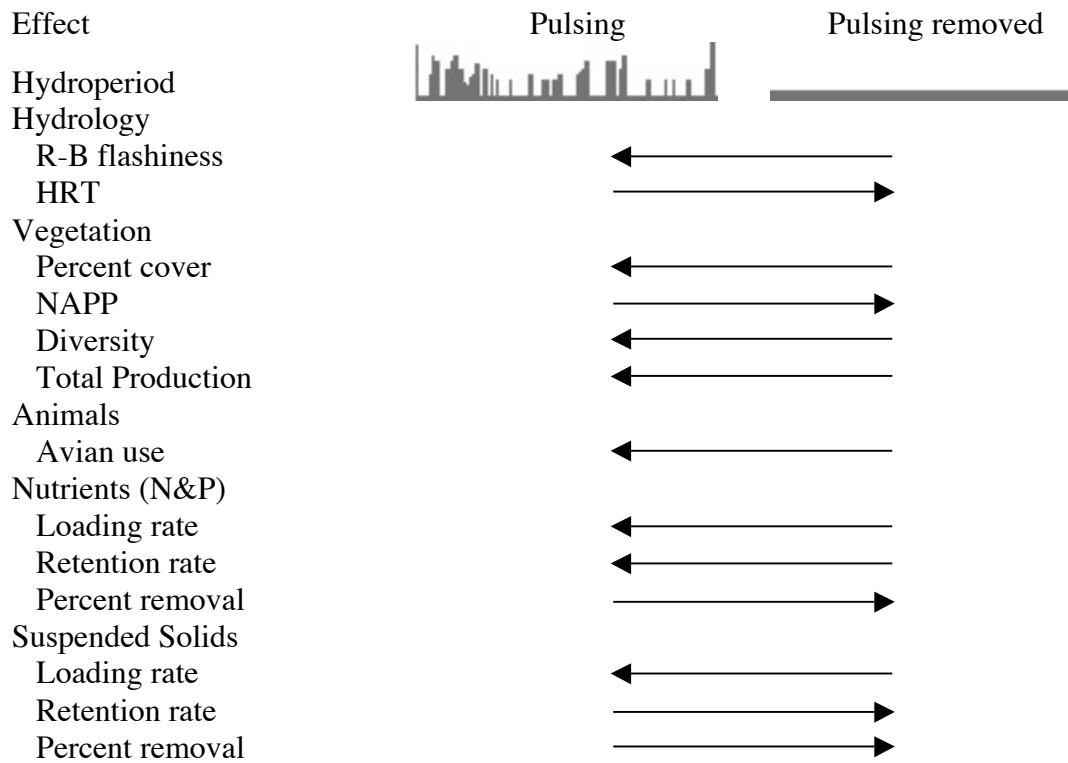 Effect Pulsing Pulsing removed
Hydroperiod
Hydrology
R-B flashiness
HRT
Vegetation
Percent cover
NAPP
Diversity
Total Production
Animals
Avian use
Nutrients (N&P)
Loading rate
Retention rate
Percent removal
Suspended Solids
Loading rate
Retention rate
Percent removal